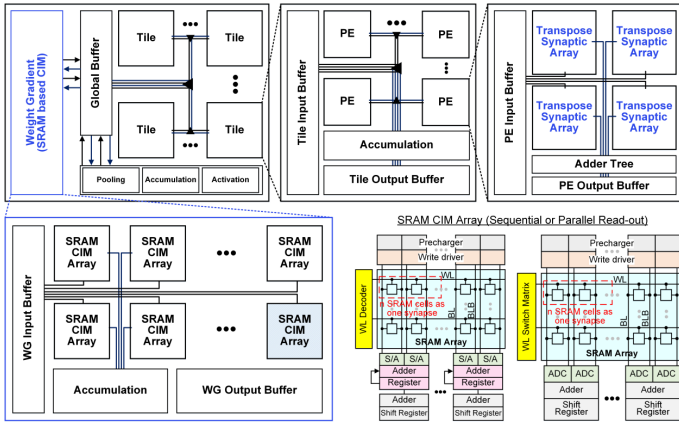 Weight Gradient
(SRAM based CIM)
Global Buffer
Tile
Tile
Tile
Tile
Pooling
Accumulation
Activation
Tile Input Buffer
PE
PE
PE
PE
Accumulation
Tile Output Buffer
PE Input Buffer
Transpose
Synaptic
Array
Transpose
Synaptic
Array
Transpose
Synaptic
Array
Transpose
Synaptic
Array
Adder Tree
PE Output Buffer
WG Input Buffer
SRAM
CIM
Array
SRAM
CIM
Array
SRAM
CIM
Array
SRAM
CIM
Array
SRAM
CIM
Array
SRAM
CIM
Array
Accumulation
WG Output Buffer
SRAM CIM Array (Sequential or Parallel Read-out)
Precharger
Write driver
WL Decoder
WL
n SRAM cells as
one synapse
BL
BLB
SRAM Array
S/A
S/A
S/A
S/A
Adder
Register
Adder
Register
Adder
Shift Register
Adder
Shift Register
Precharger
Write driver
WL Switch Matrix
WL
n SRAM cells as
one synapse
BL
BLB
SRAM Array
ADC
ADC
ADC
ADC
Adder
Shift
Register
Adder
Shift
Register